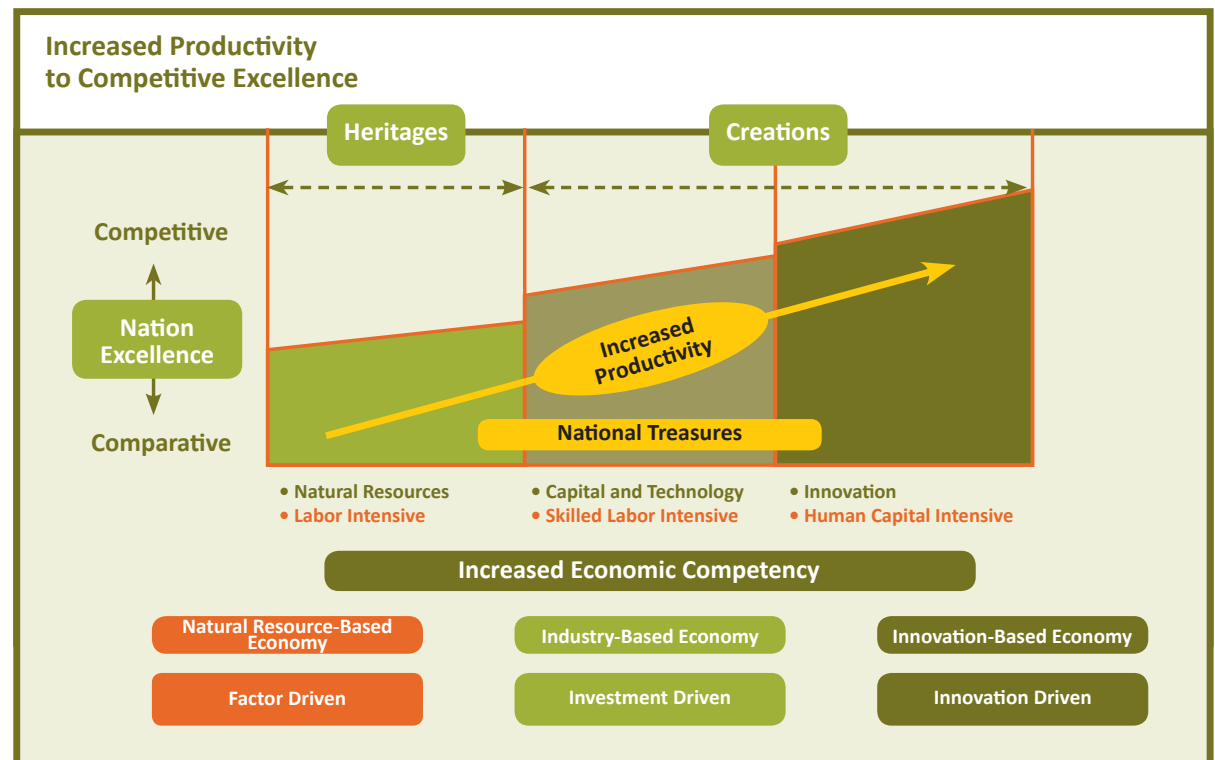 Increased Productivity
to Competitive Excellence
Heritages
Creations
Competitive
Nation
Excellence
Comparative
Increased
Productivity
National Treasures
• Natural Resources
• Labor Intensive
• Capital and Technology
• Skilled Labor Intensive
• Innovation
• Human Capital Intensive
Increased Economic Competency
Natural Resource-Based
Economy
Industry-Based Economy
Innovation-Based Economy
Factor Driven
Investment Driven
Innovation Driven